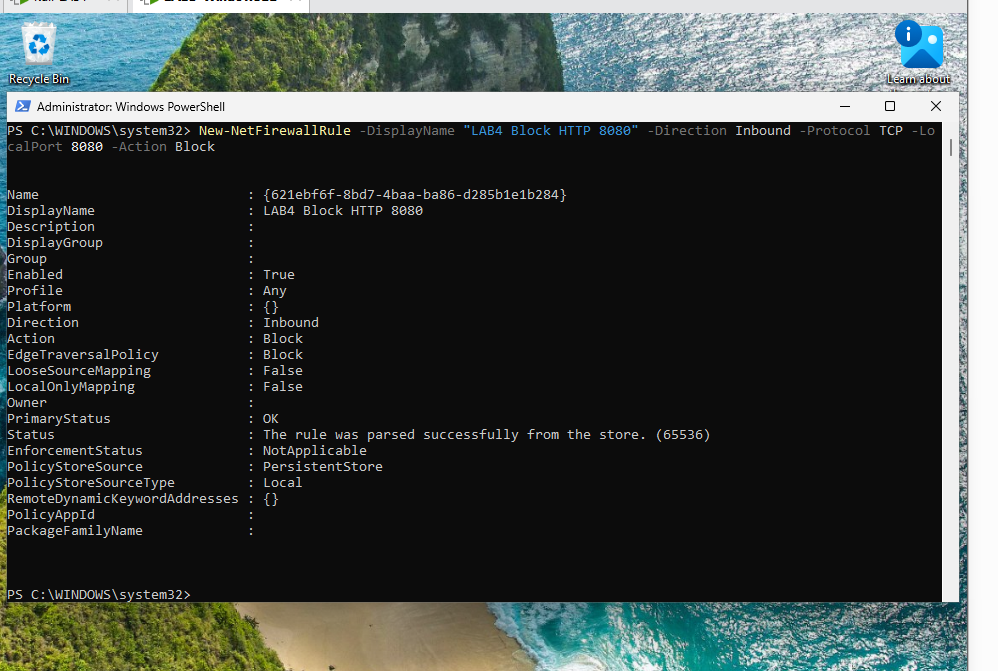 Recycle Bin
Learn about
Administrator: Windows PowerShell
PS C:\WINDOWS\system32> New-NetFirewallRule -DisplayName "LAB4 Block HTTP 8080" -Direction Inbound -Protocol TCP -Lo
calPort 8080 -Action Block
Name : {621ebf6f-8bd7-4baa-ba86-d285b1e1b284}
DisplayName : LAB4 Block HTTP 8080
Description :
DisplayGroup :
Group :
Enabled : True
Profile : Any
Platform : {}
Direction : Inbound
Action : Block
EdgeTraversalPolicy : Block
LooseSourceMapping : False
LocalOnlyMapping : False
Owner :
PrimaryStatus : OK
Status : The rule was parsed successfully from the store. (65536)
EnforcementStatus : NotApplicable
PolicyStoreSource : PersistentStore
PolicyStoreSourceType : Local
RemoteDynamicKeywordAddresses : {}
PolicyAppId :
PackageFamilyName :
PS C:\WINDOWS\system32>